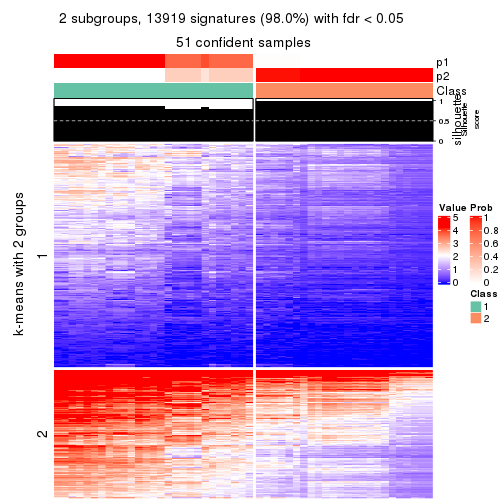 2 subgroups, 13919 signatures (98.0%) with fdr < 0.05
51 confident samples
p1
p2
Class
silhouette
Silhouette
score
1
0.5
0
k-means with 2 groups
1
2
Value
5
4
3
2
1
0
Prob
1
0.8
0.6
0.4
0.2
0
Class
1
2